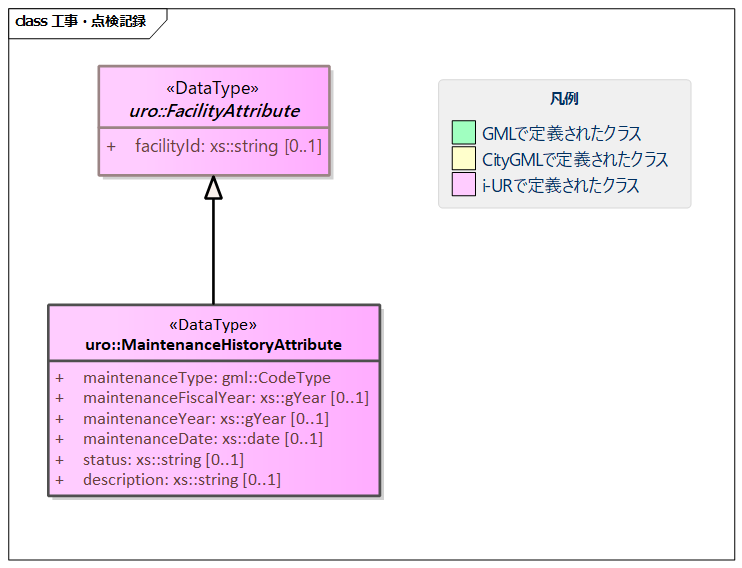 class 工事・点検記録
«DataType»
uro::FacilityAttribute
+ facilityId: xs::string [0..1]
凡例
GMLで定義されたクラス
CityGMLで定義されたクラス
i-URで定義されたクラス
«DataType»
uro::MaintenanceHistoryAttribute
+ maintenanceType: gml::CodeType
+ maintenanceFiscalYear: xs::gYear [0..1]
+ maintenanceYear: xs::gYear [0..1]
+ maintenanceDate: xs::date [0..1]
+ status: xs::string [0..1]
+ description: xs::string [0..1]